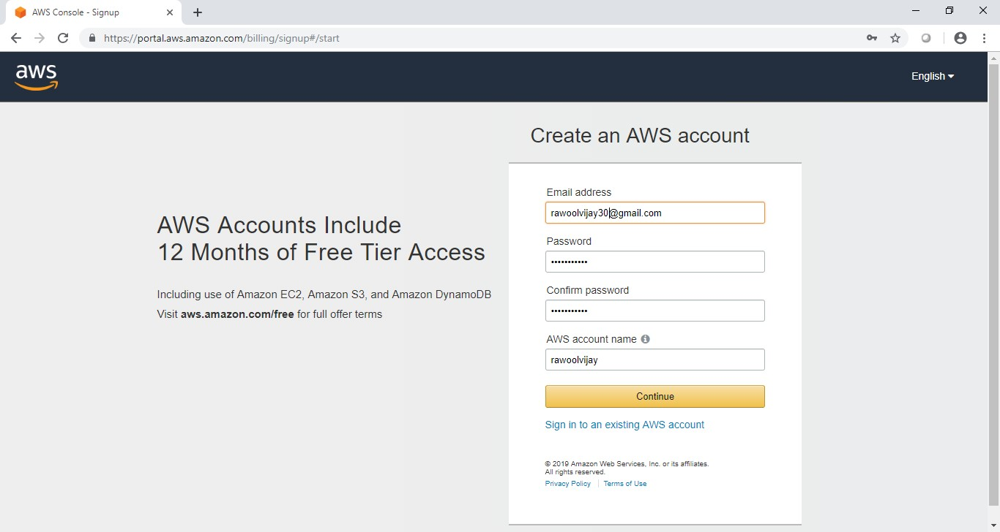 AWS Console - Signup
https://portal.aws.amazon.com/billing/signup#/start
aws
English
Create an AWS account
AWS Accounts Include
12 Months of Free Tier Access
Including use of Amazon EC2, Amazon S3, and Amazon DynamoDB
Visit aws.amazon.com/free for full offer terms
Email address
rawoolvijay30@gmail.com
Password
•••••••••••
Confirm password
•••••••••••
AWS account name
rawoolvijay
Continue
Sign in to an existing AWS account
© 2019 Amazon Web Services, Inc. or its affiliates.
All rights reserved.
Privacy Policy | Terms of Use